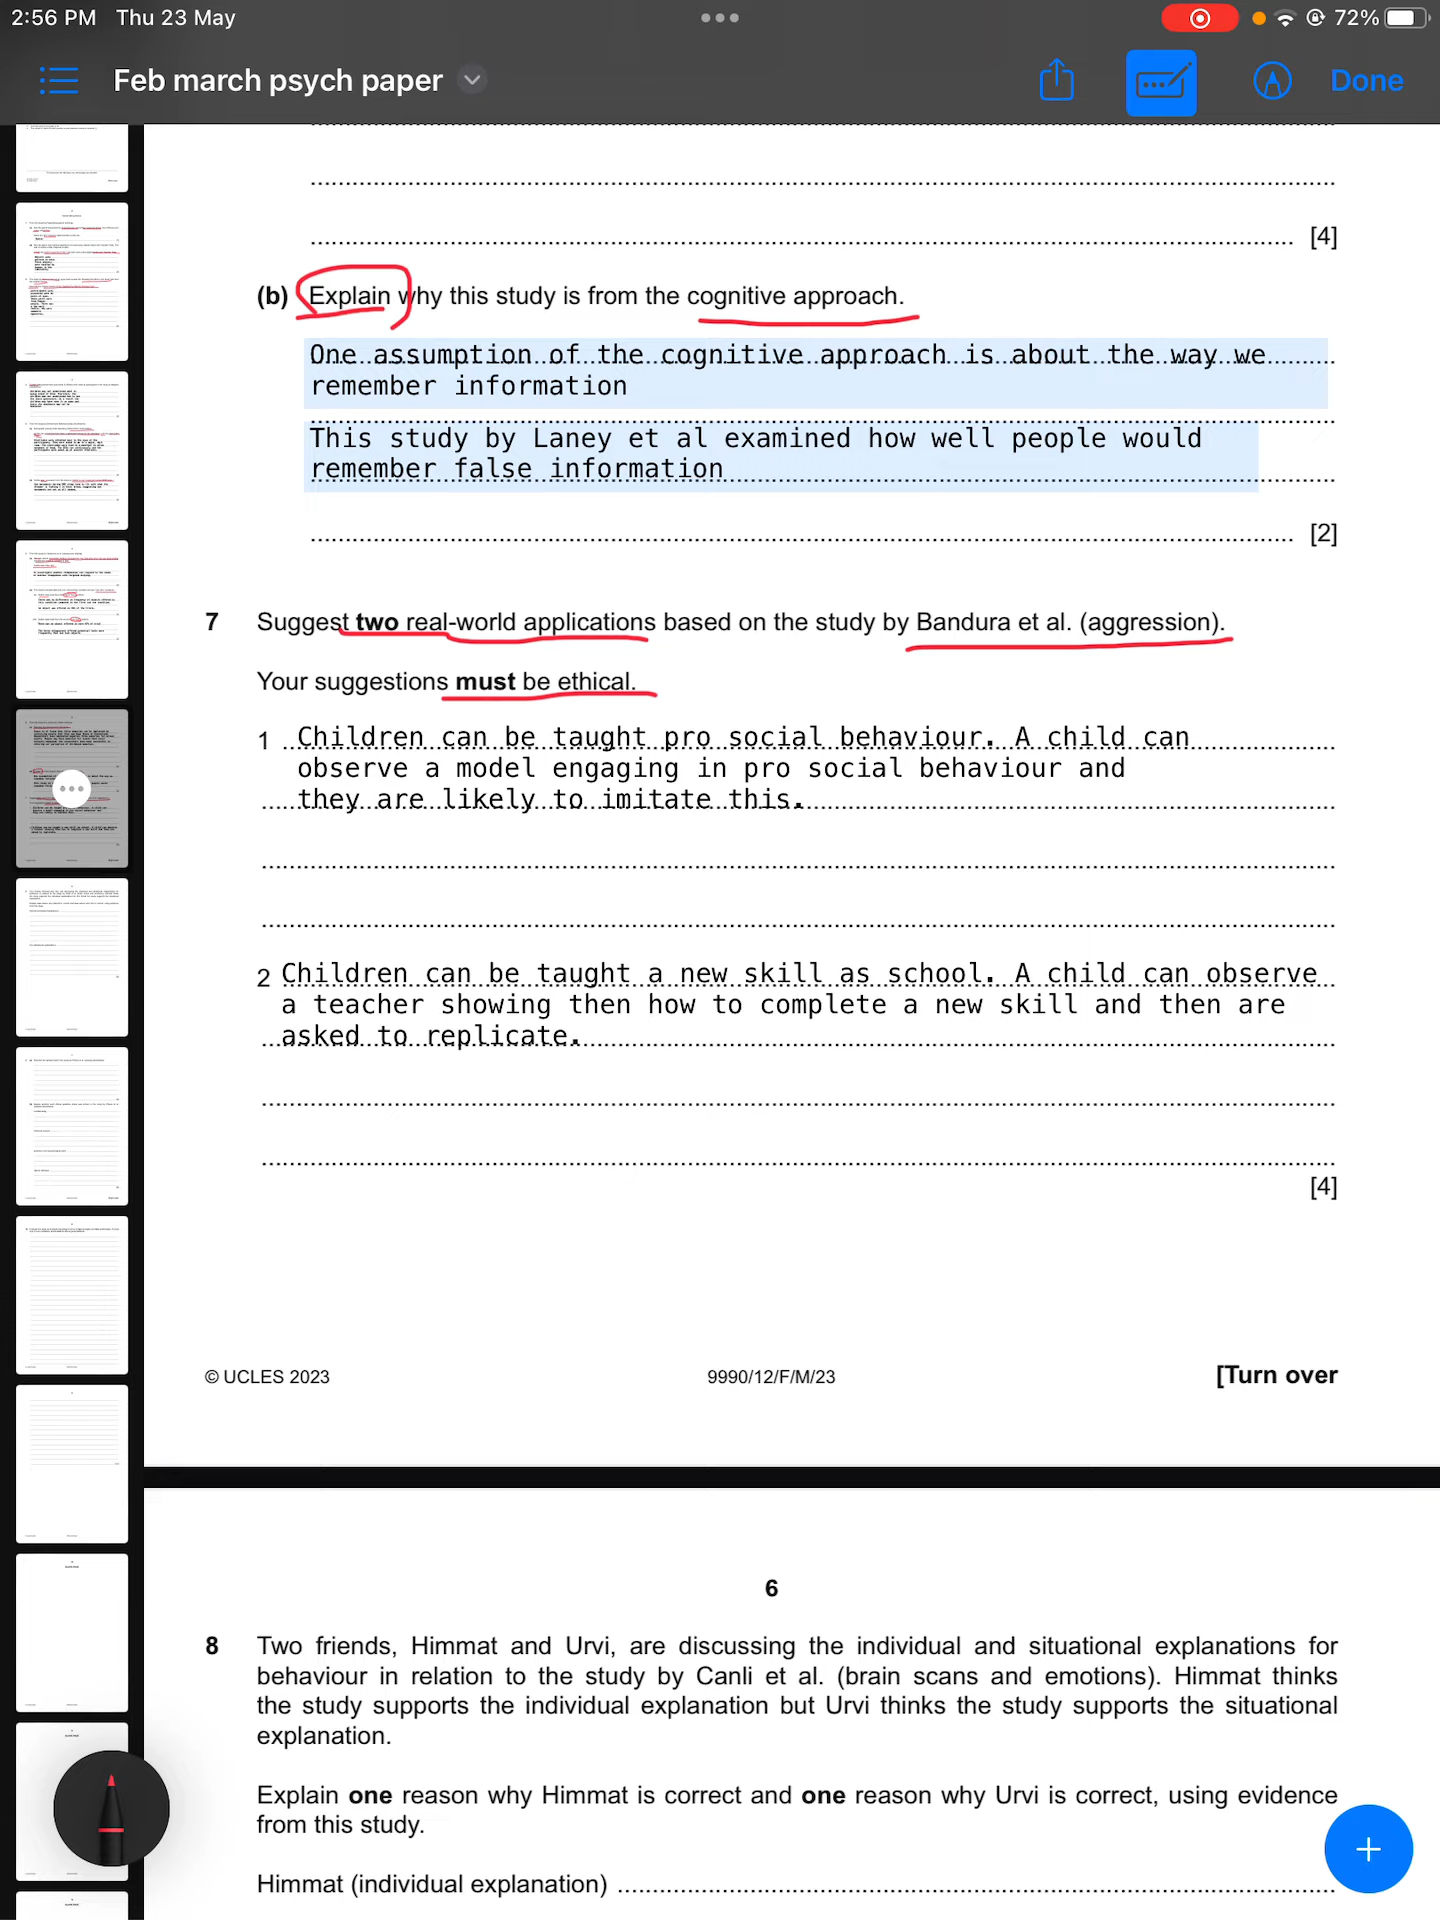 2:56 PM Thu 23 May
72%
Feb march psych paper
Done
[4]
(b) Explain why this study is from the cognitive approach.
One assumption of the cognitive approach is about the way we
remember information
This study by Laney et al examined how well people would
remember false information
[2]
7 Suggest two real-world applications based on the study by Bandura et al. (aggression).
Your suggestions must be ethical.
1 Children can be taught pro social behaviour. A child can
observe a model engaging in pro social behaviour and
they are likely to imitate this.
2 Children can be taught a new skill as school. A child can observe
a teacher showing then how to complete a new skill and then are
asked to replicate.
[4]
© UCLES 2023 9990/12/F/M/23 [Turn over
6
8 Two friends, Himmat and Urvi, are discussing the individual and situational explanations for
behaviour in relation to the study by Canli et al. (brain scans and emotions). Himmat thinks
the study supports the individual explanation but Urvi thinks the study supports the situational
explanation.
Explain one reason why Himmat is correct and one reason why Urvi is correct, using evidence
from this study.
Himmat (individual explanation)